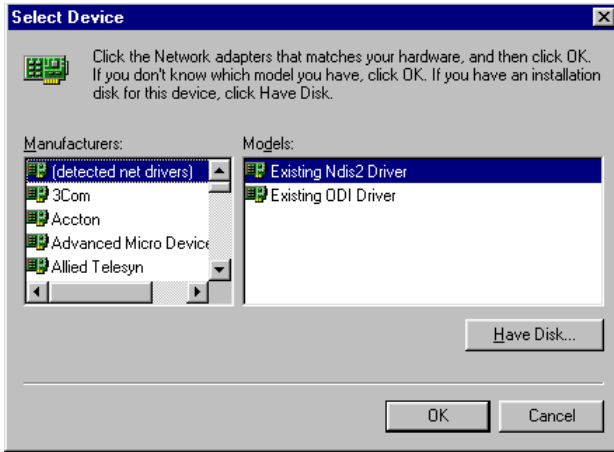 Select Device
Click the Network adapters that matches your hardware, and then click OK.
If you don't know which model you have, click OK. If you have an installation
disk for this device, click Have Disk.
Manufacturers:
Models:
(detected net drivers)
3Com
Accton
Advanced Micro Device
Allied Telesyn
Existing Ndis2 Driver
Existing ODI Driver
Have Disk...
OK
Cancel